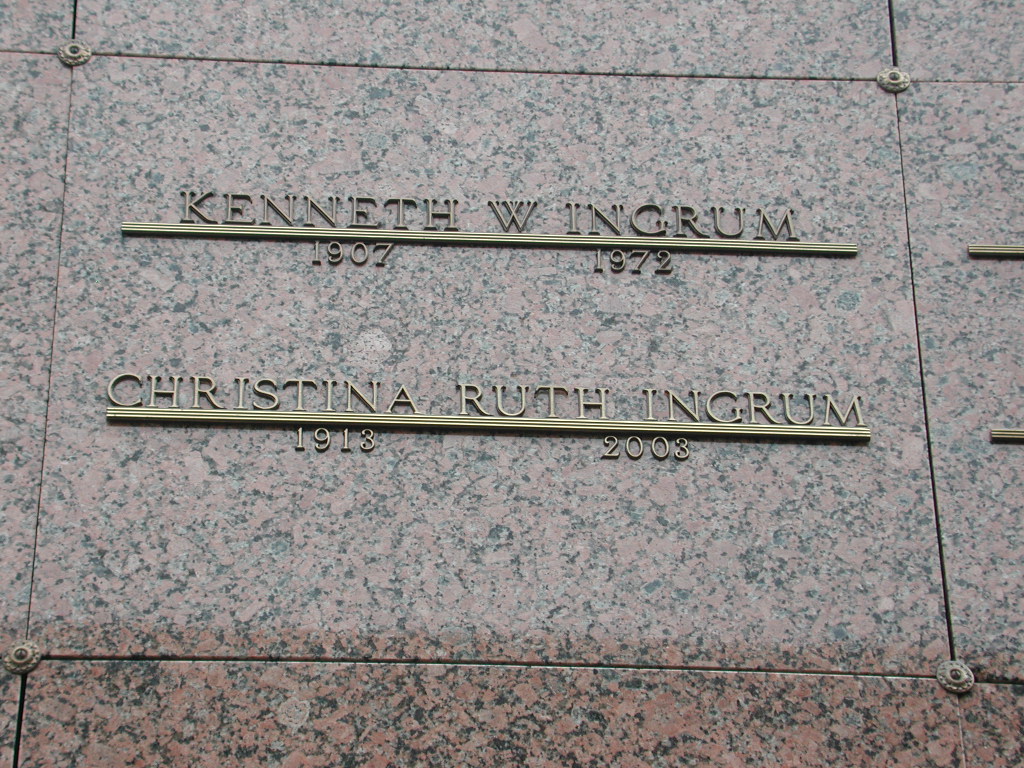 KENNETH W INGRUM
1907 1972
CHRISTINA RUTH INGRUM
1913 2003